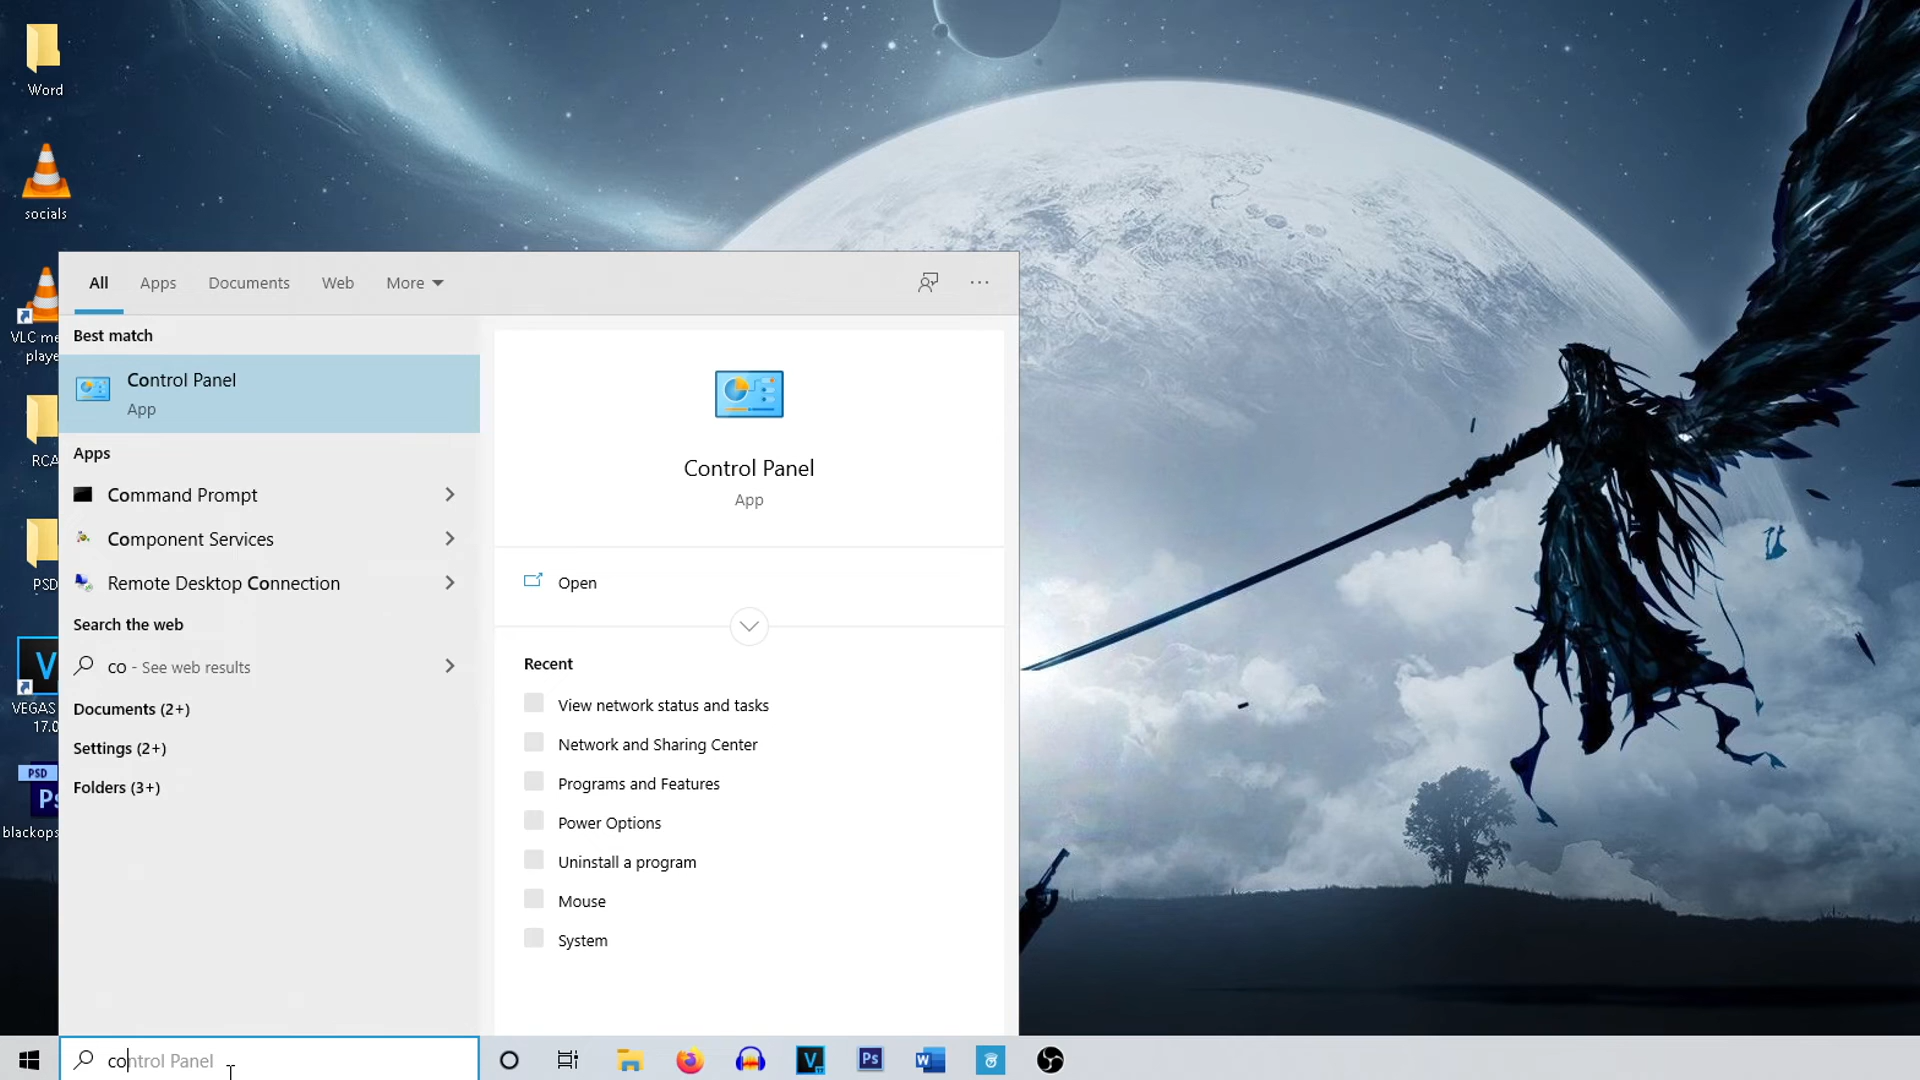 Word
socials
VLC me
playe
RCA
PSD
V
VEGAS
17.0
PSD
Ps
blackops
All
Apps
Documents
Web
More
Best match
Control Panel
App
Apps
Command Prompt
Component Services
Remote Desktop Connection
Search the web
co - See web results
Documents (2+)
Settings (2+)
Folders (3+)
Control Panel
App
Open
Recent
View network status and tasks
Network and Sharing Center
Programs and Features
Power Options
Uninstall a program
Mouse
System
control Panel
V
Ps
W